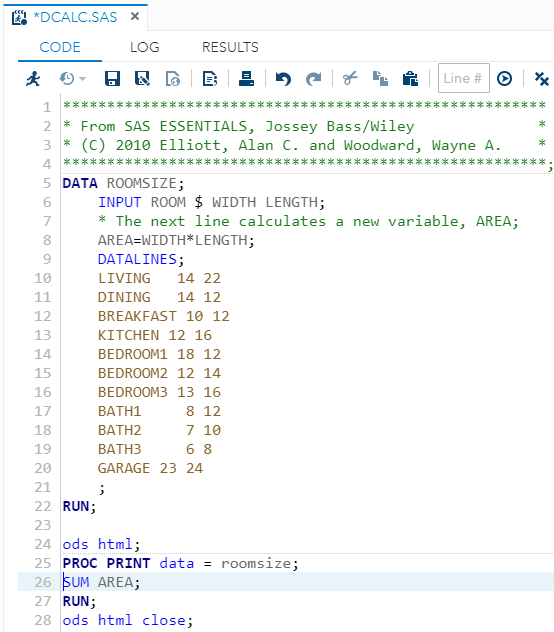 *DCALC.SAS ×
CODE LOG RESULTS
Line #
1 ********************************************************
2 * From SAS ESSENTIALS, Jossey Bass/Wiley *
3 * (C) 2010 Elliott, Alan C. and Woodward, Wayne A. *
4 ********************************************************;
5 DATA ROOMSIZE;
6 INPUT ROOM $ WIDTH LENGTH;
7 * The next line calculates a new variable, AREA;
8 AREA=WIDTH*LENGTH;
9 DATALINES;
10 LIVING 14 22
11 DINING 14 12
12 BREAKFAST 10 12
13 KITCHEN 12 16
14 BEDROOM1 18 12
15 BEDROOM2 12 14
16 BEDROOM3 13 16
17 BATH1 8 12
18 BATH2 7 10
19 BATH3 6 8
20 GARAGE 23 24
21 ;
22 RUN;
23
24 ods html;
25 PROC PRINT data = roomsize;
26 SUM AREA;
27 RUN;
28 ods html close;